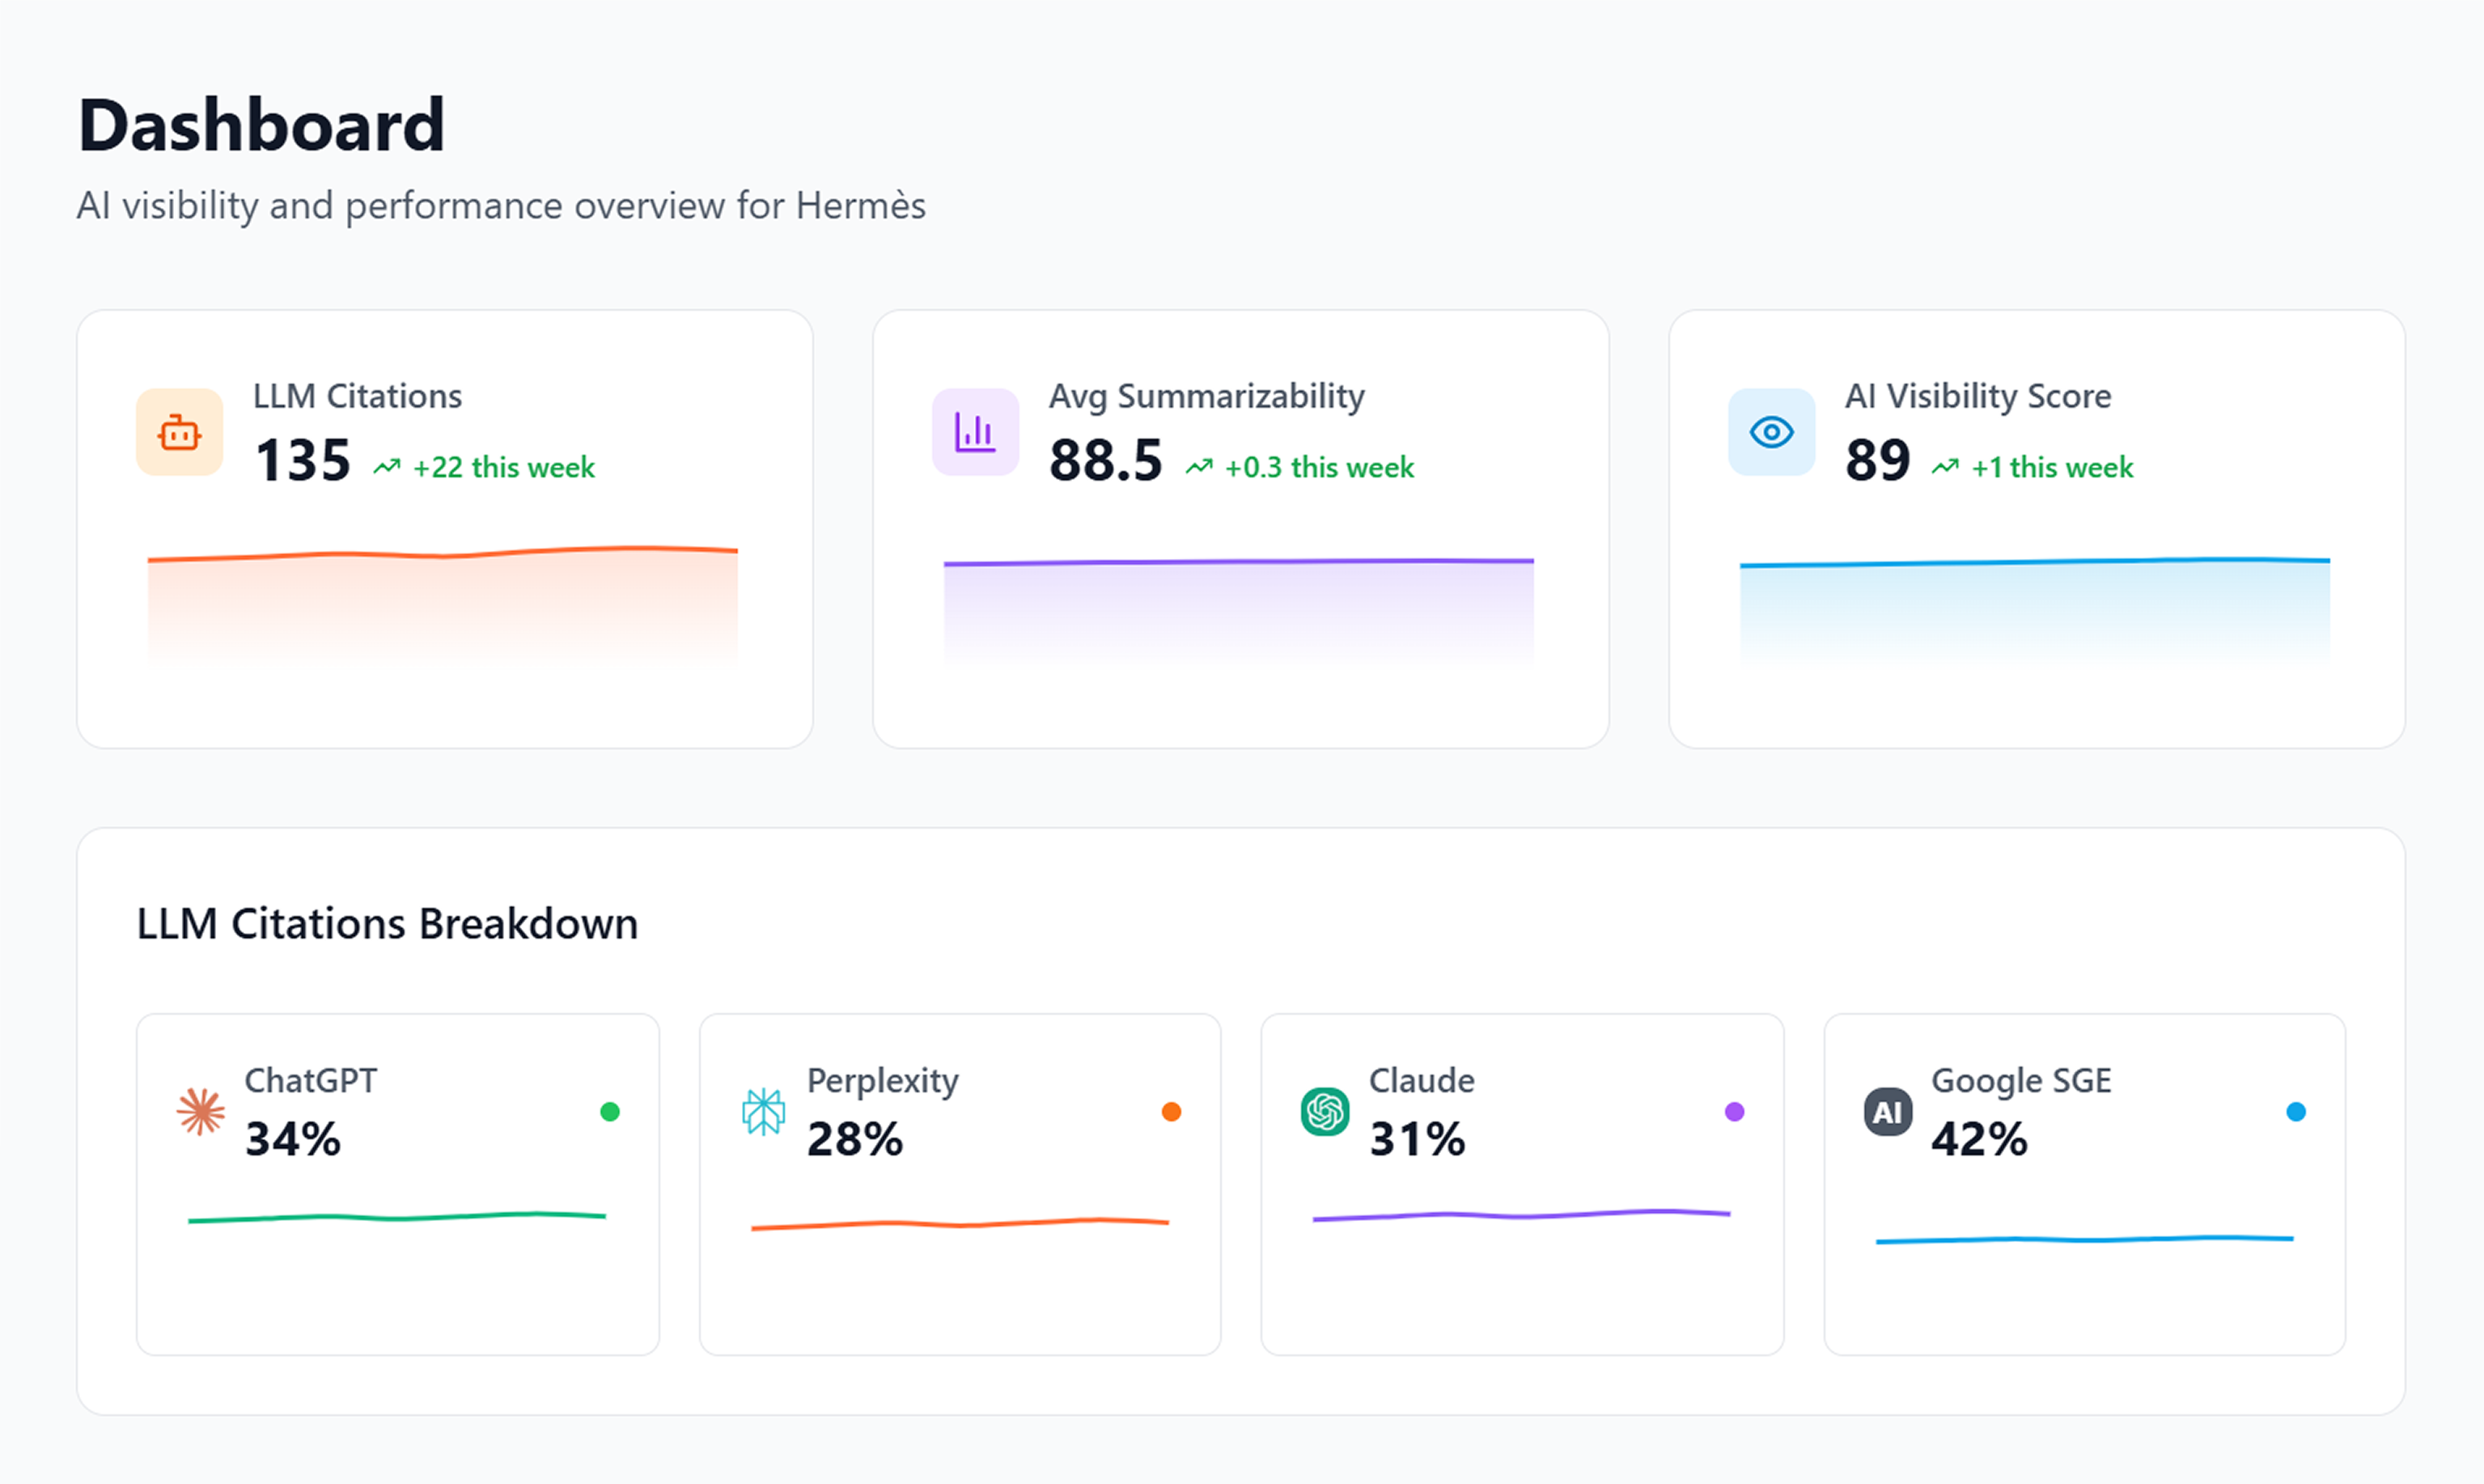 Dashboard
AI visibility and performance overview for Hermès
LLM Citations
135 +22 this week
Avg Summarizability
88.5 +0.3 this week
AI Visibility Score
89 +1 this week
LLM Citations Breakdown
ChatGPT
34%
Perplexity
28%
Claude
31%
AI
Google SGE
42%